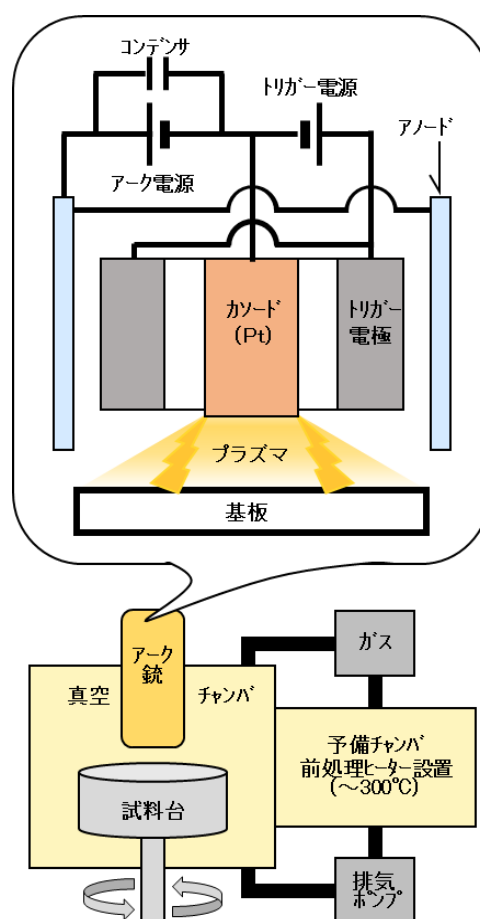 コンデンサ
トリガー電源
アノード
アーク電源
カソード
(Pt)
トリガー
電極
プラズマ
基板
アーク
銃
真空
チャンバ
ガス
予備チャンバ
前処理ヒーター設置
(～300℃)
試料台
排気
ポンプ